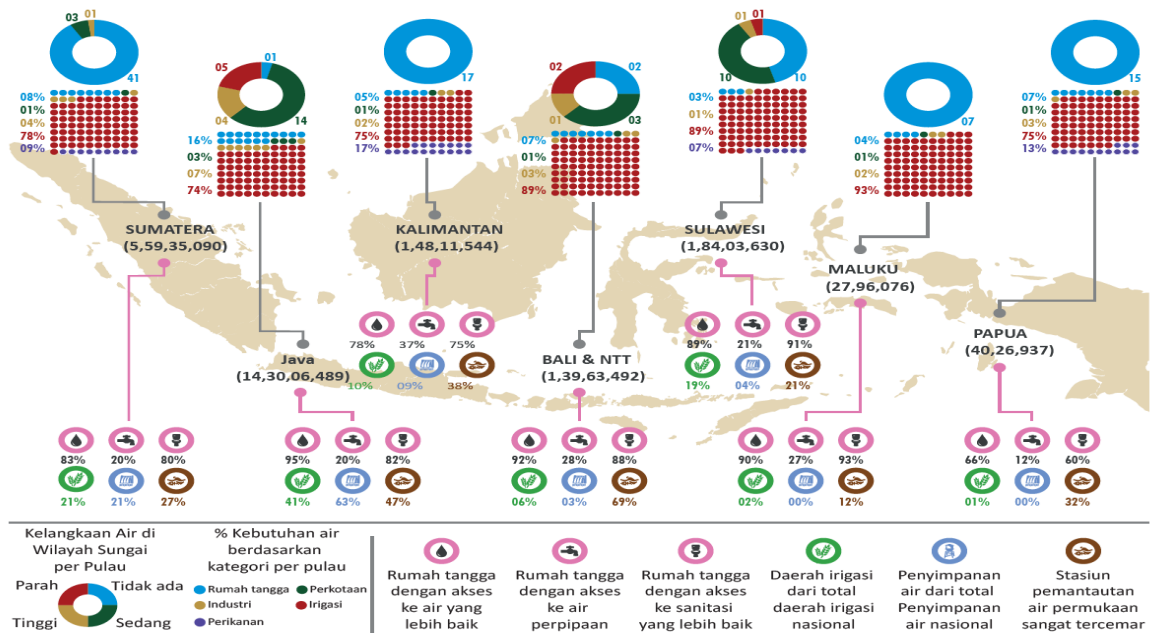 03
01
41
08%
01%
04%
78%
09%
SUMATERA
(5,59,35,090)
83%
20%
80%
21%
21%
27%
05
01
04
14
16%
03%
07%
74%
Java
(14,30,06,489)
95%
20%
82%
41%
63%
47%
17
05%
01%
02%
75%
17%
KALIMANTAN
(1,48,11,544)
78%
37%
75%
10%
09%
38%
02
02
01
03
07%
01%
03%
89%
BALI & NTT
(1,39,63,492)
92%
28%
88%
06%
03%
69%
01
01
10
10
03%
01%
89%
07%
SULAWESI
(1,84,03,630)
89%
21%
91%
19%
04%
21%
07
04%
01%
02%
93%
MALUKU
(27,96,076)
90%
27%
93%
02%
00%
12%
15
07%
01%
03%
75%
13%
PAPUA
(40,26,937)
66%
12%
60%
01%
00%
32%
Kelangkaan Air di
Wilayah Sungai
per Pulau
Parah
Tidak ada
Tinggi
Sedang
% Kebutuhan air
berdasarkan
kategori per pulau
Rumah tangga
Perkotaan
Industri
Irigasi
Perikanan
Rumah tangga
dengan akses
ke air yang
lebih baik
Rumah tangga
dengan akses
ke air
perpipaan
Rumah tangga
dengan akses
ke sanitasi
yang lebih baik
Daerah irigasi
dari total
daerah irigasi
nasional
Penyimpanan
air dari total
Penyimpanan
air nasional
Stasiun
pemantauan
air permukaan
sangat tercemar